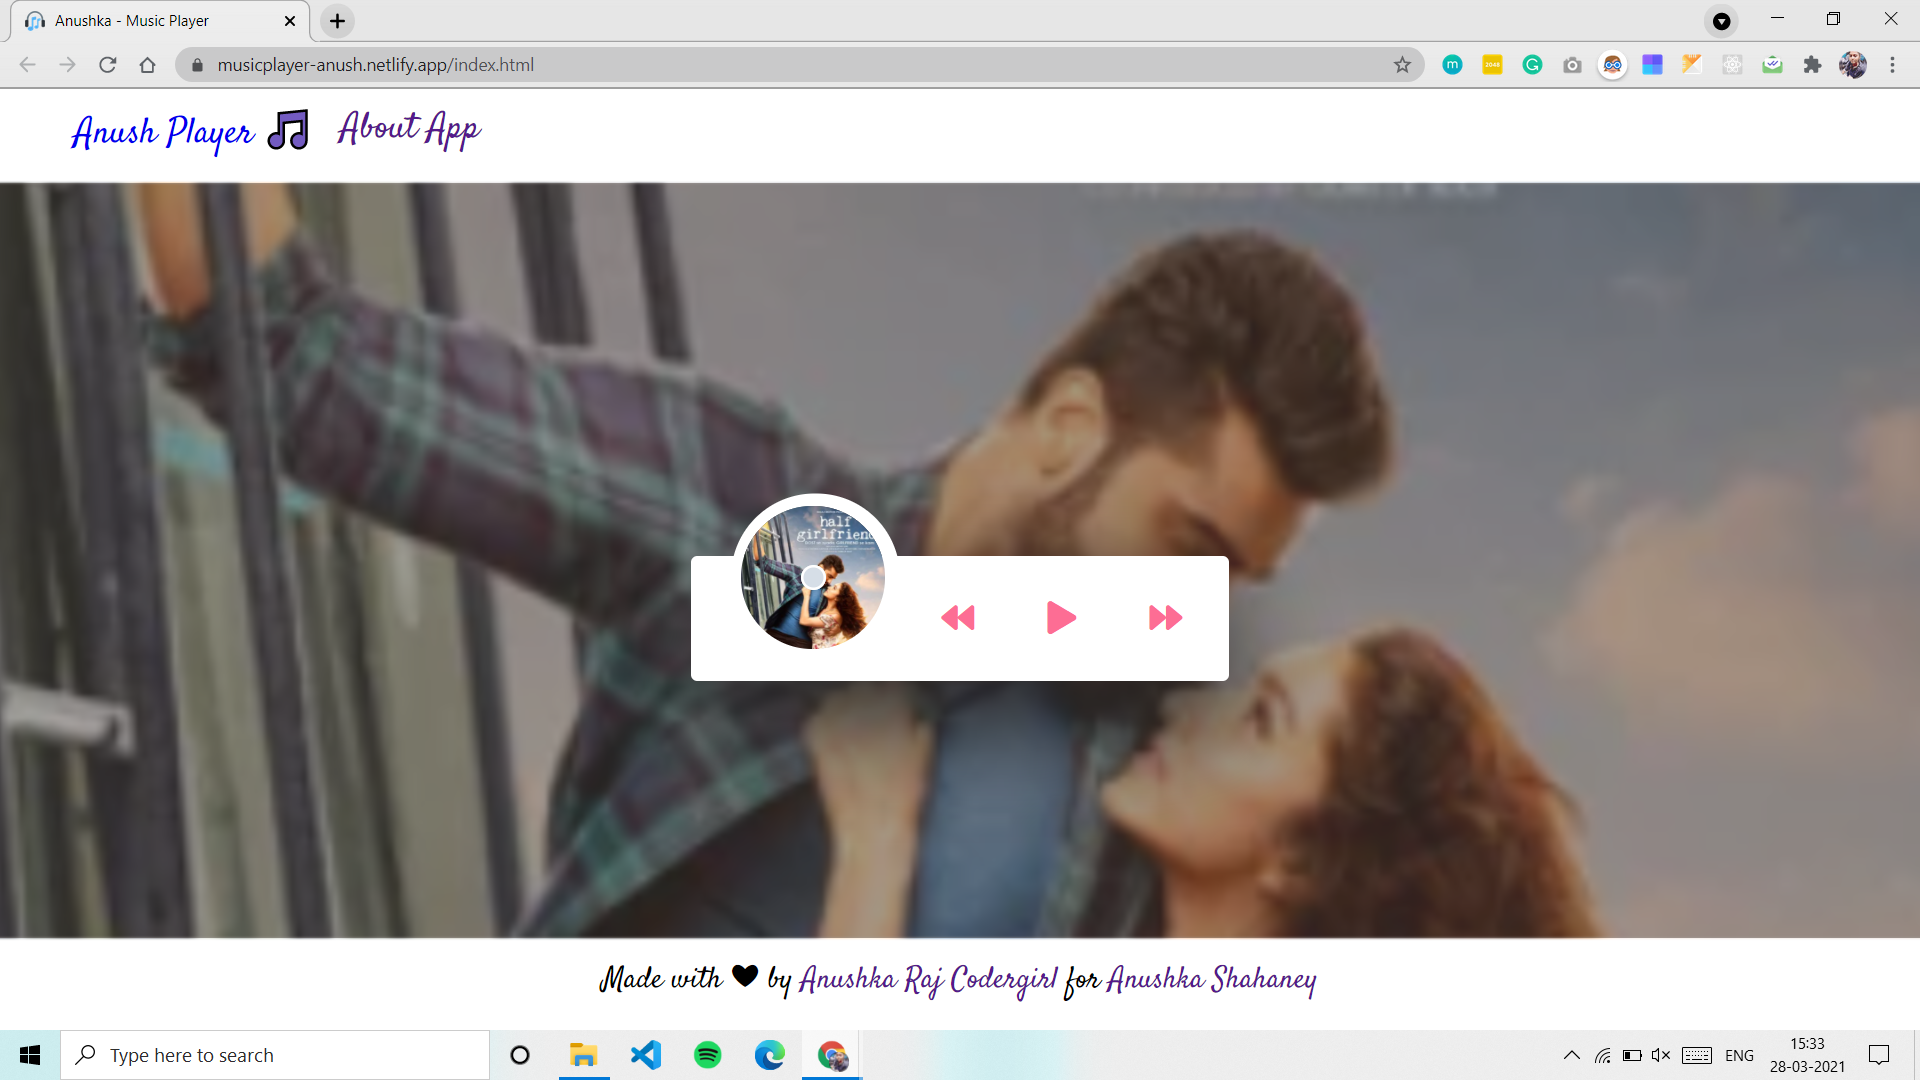 Anushka - Music Player
musicplayer-anush.netlify.app/index.html
2048
Anush Player About App
half
girlfriend
Made with ♥ by Anushka Raj Codergirl for Anushka Shahaney
Type here to search
ENG
15:33
28-03-2021